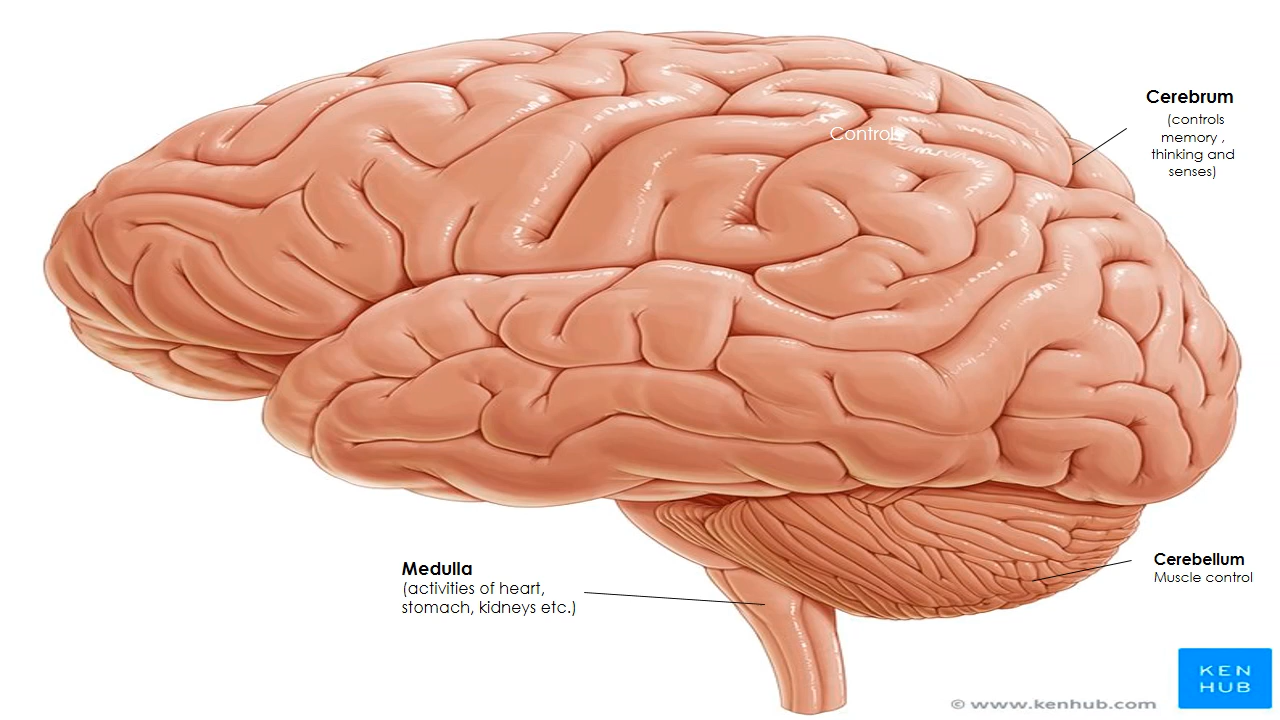 Cerebrum
(controls
memory ,
thinking and
senses)
Controls
Medulla
(activities of heart,
stomach, kidneys etc.)
Cerebellum
Muscle control
KEN
HUB
© www.kenhub.com